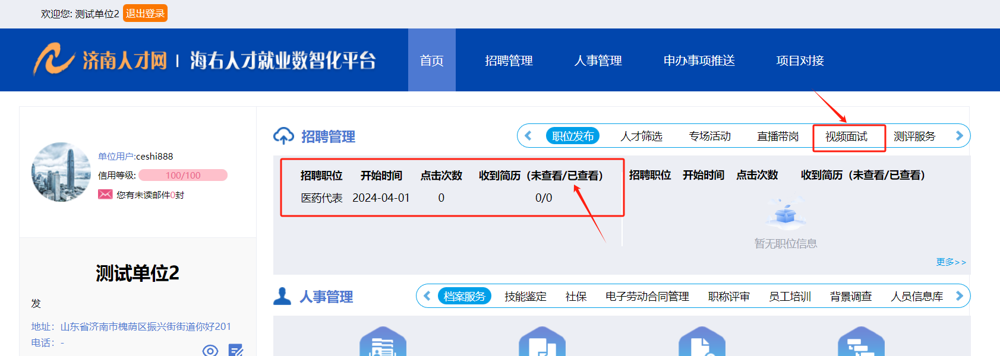 欢迎您: 测试单位2 退出登录
济南人才网 | 海右人才就业数智化平台
首页 招聘管理 人事管理 申办事项推送 项目对接
单位用户:ceshi888
信用等级: 100/100
您有未读邮件0封
测试单位2
发
地址：山东省济南市槐荫区振兴街街道你好201
电话：-
招聘管理
职位发布 人才筛选 专场活动 直播带岗 视频面试 测评服务
招聘职位 开始时间 点击次数 收到简历（未查看/已查看）
医药代表 2024-04-01 0 0/0
招聘职位 开始时间 点击次数 收到简历（未查看/已查看）
暂无职位信息
更多>>
人事管理
档案服务 技能鉴定 社保 电子劳动合同管理 职称评审 员工培训 背景调查 人员信息库